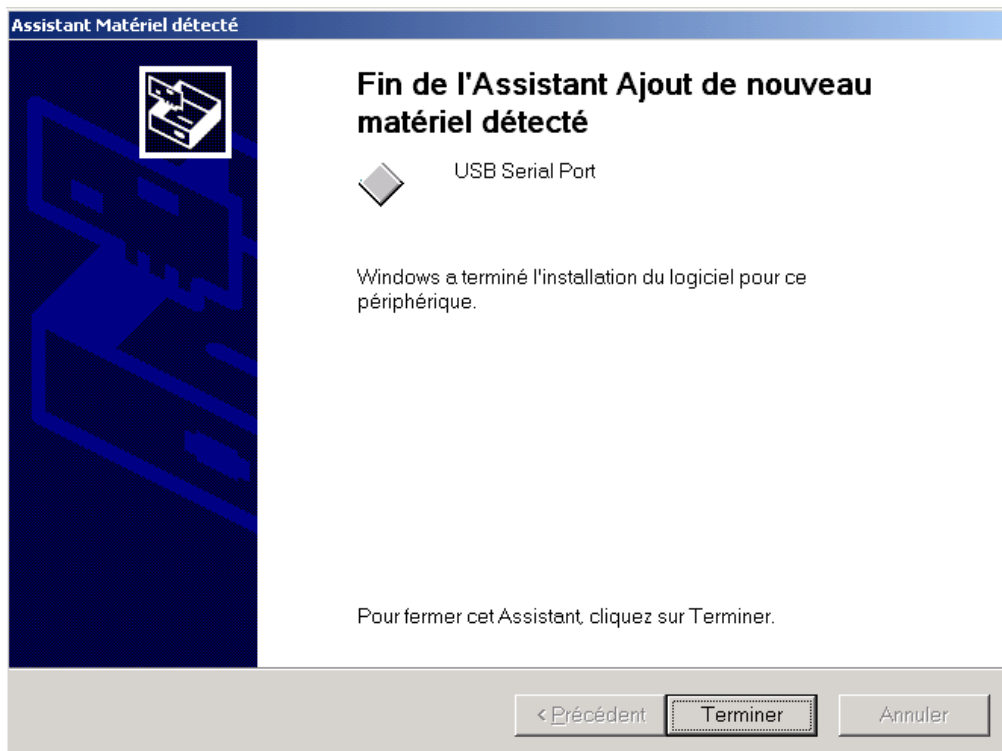 Assistant Matériel détecté
Fin de l'Assistant Ajout de nouveau
matériel détecté
USB Serial Port
Windows a terminé l'installation du logiciel pour ce
périphérique.
Pour fermer cet Assistant, cliquez sur Terminer.
< Précédent
Terminer
Annuler